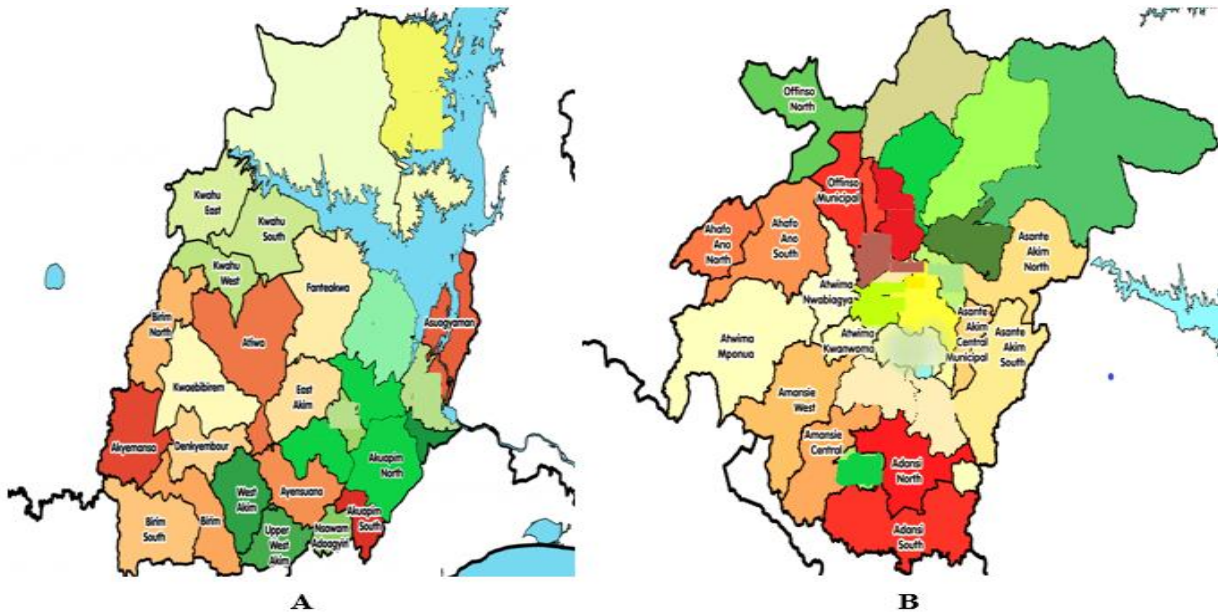 Kwahu
East
Kwahu
South
Kwahu
West
Fanteakwa
Birim
North
Atiwa
Asuogyaman
Kwaebibirem
East
Akim
Akyemansa
Denkyembour
Akuapim
North
West
Akim
Ayensuano
Akuapim
South
Birim
South
Birim
Upper
West
Akim
Nsawam
Adoagyiri
A
Offinso
North
Offinso
Municipal
Ahafo
Ano
North
Ahafo
Ano
South
Asante
Akim
North
Atwima
Nwabiagya
Atwima
Mponua
Atwima
Kwanwoma
Asante
Akim
Central
Municipal
Asante
Akim
South
Amansie
West
Amansie
Central
Adansi
North
Adansi
South
B